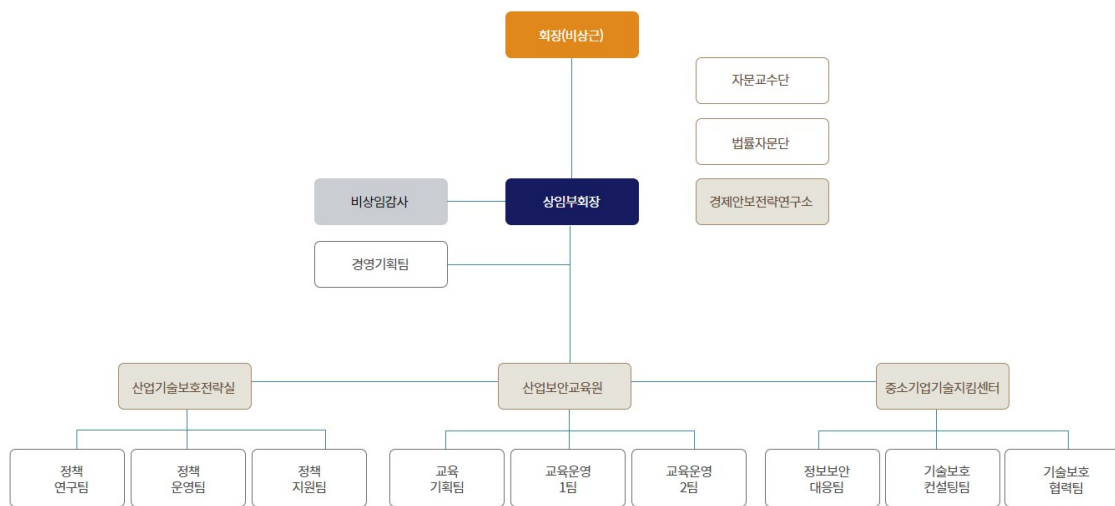 회장(비상근)
자문교수단
법률자문단
비상임감사
상임부회장
경제안보전략연구소
경영기획팀
산업기술보호전략실
산업보안교육원
중소기업기술지킴센터
정책
연구팀
정책
운영팀
정책
지원팀
교육
기획팀
교육운영
1팀
교육운영
2팀
정보보안
대응팀
기술보호
컨설팅팀
기술보호
협력팀